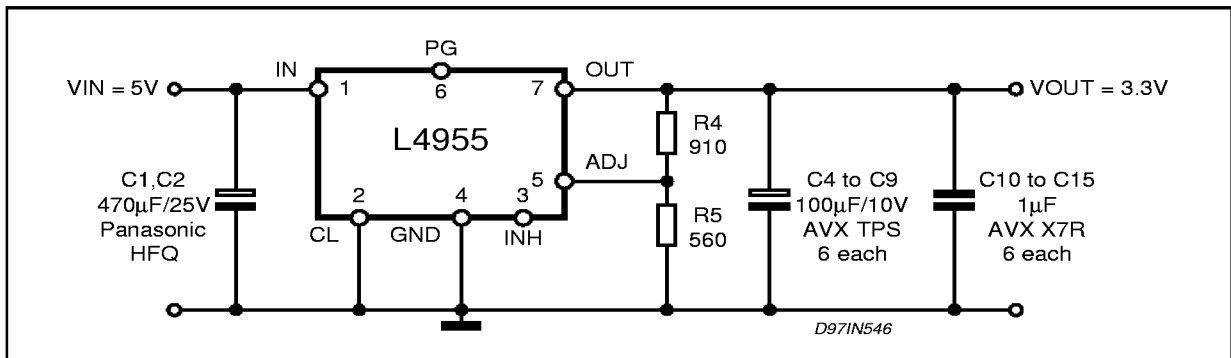 PG
IN
OUT
VIN = 5V
1
6
7
VOUT = 3.3V
R4
910
L4955
ADJ
5
C1,C2
470µF/25V
Panasonic
HFQ
2
4
3
CL
GND
INH
R5
560
C4 to C9
100µF/10V
AVX TPS
6 each
C10 to C15
1µF
AVX X7R
6 each
D97IN546